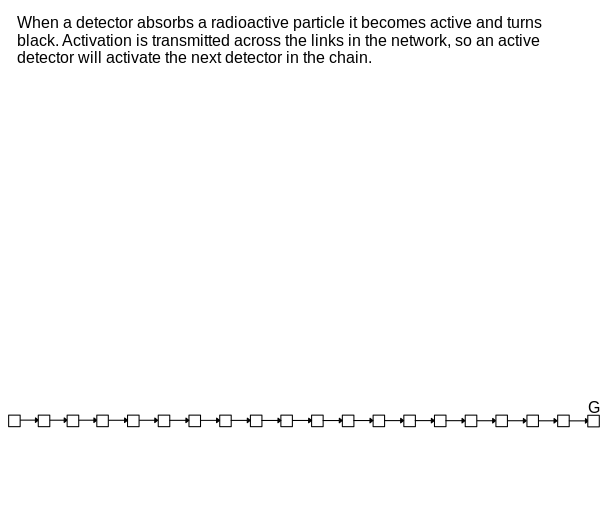 When a detector absorbs a radioactive particle it becomes active and turns
black. Activation is transmitted across the links in the network, so an active
detector will activate the next detector in the chain.
G